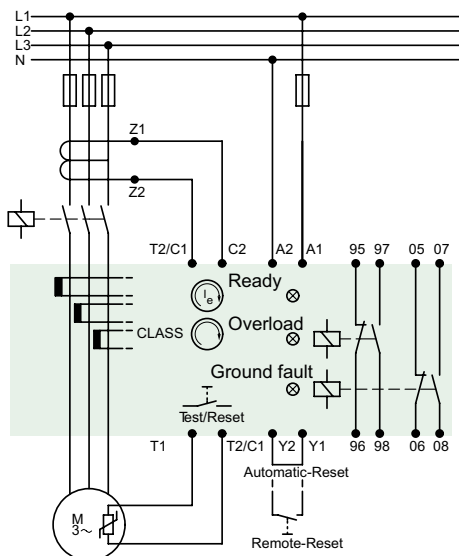 L1
L2
L3
N
Z1
Z2
T2/C1 C2 A2 A1 95 97 05 07
Ready
Ie
Overload
CLASS
Ground fault
Test/Reset
T1 T2/C1 Y2 Y1 96 98 06 08
Automatic-Reset
M
3~
Remote-Reset